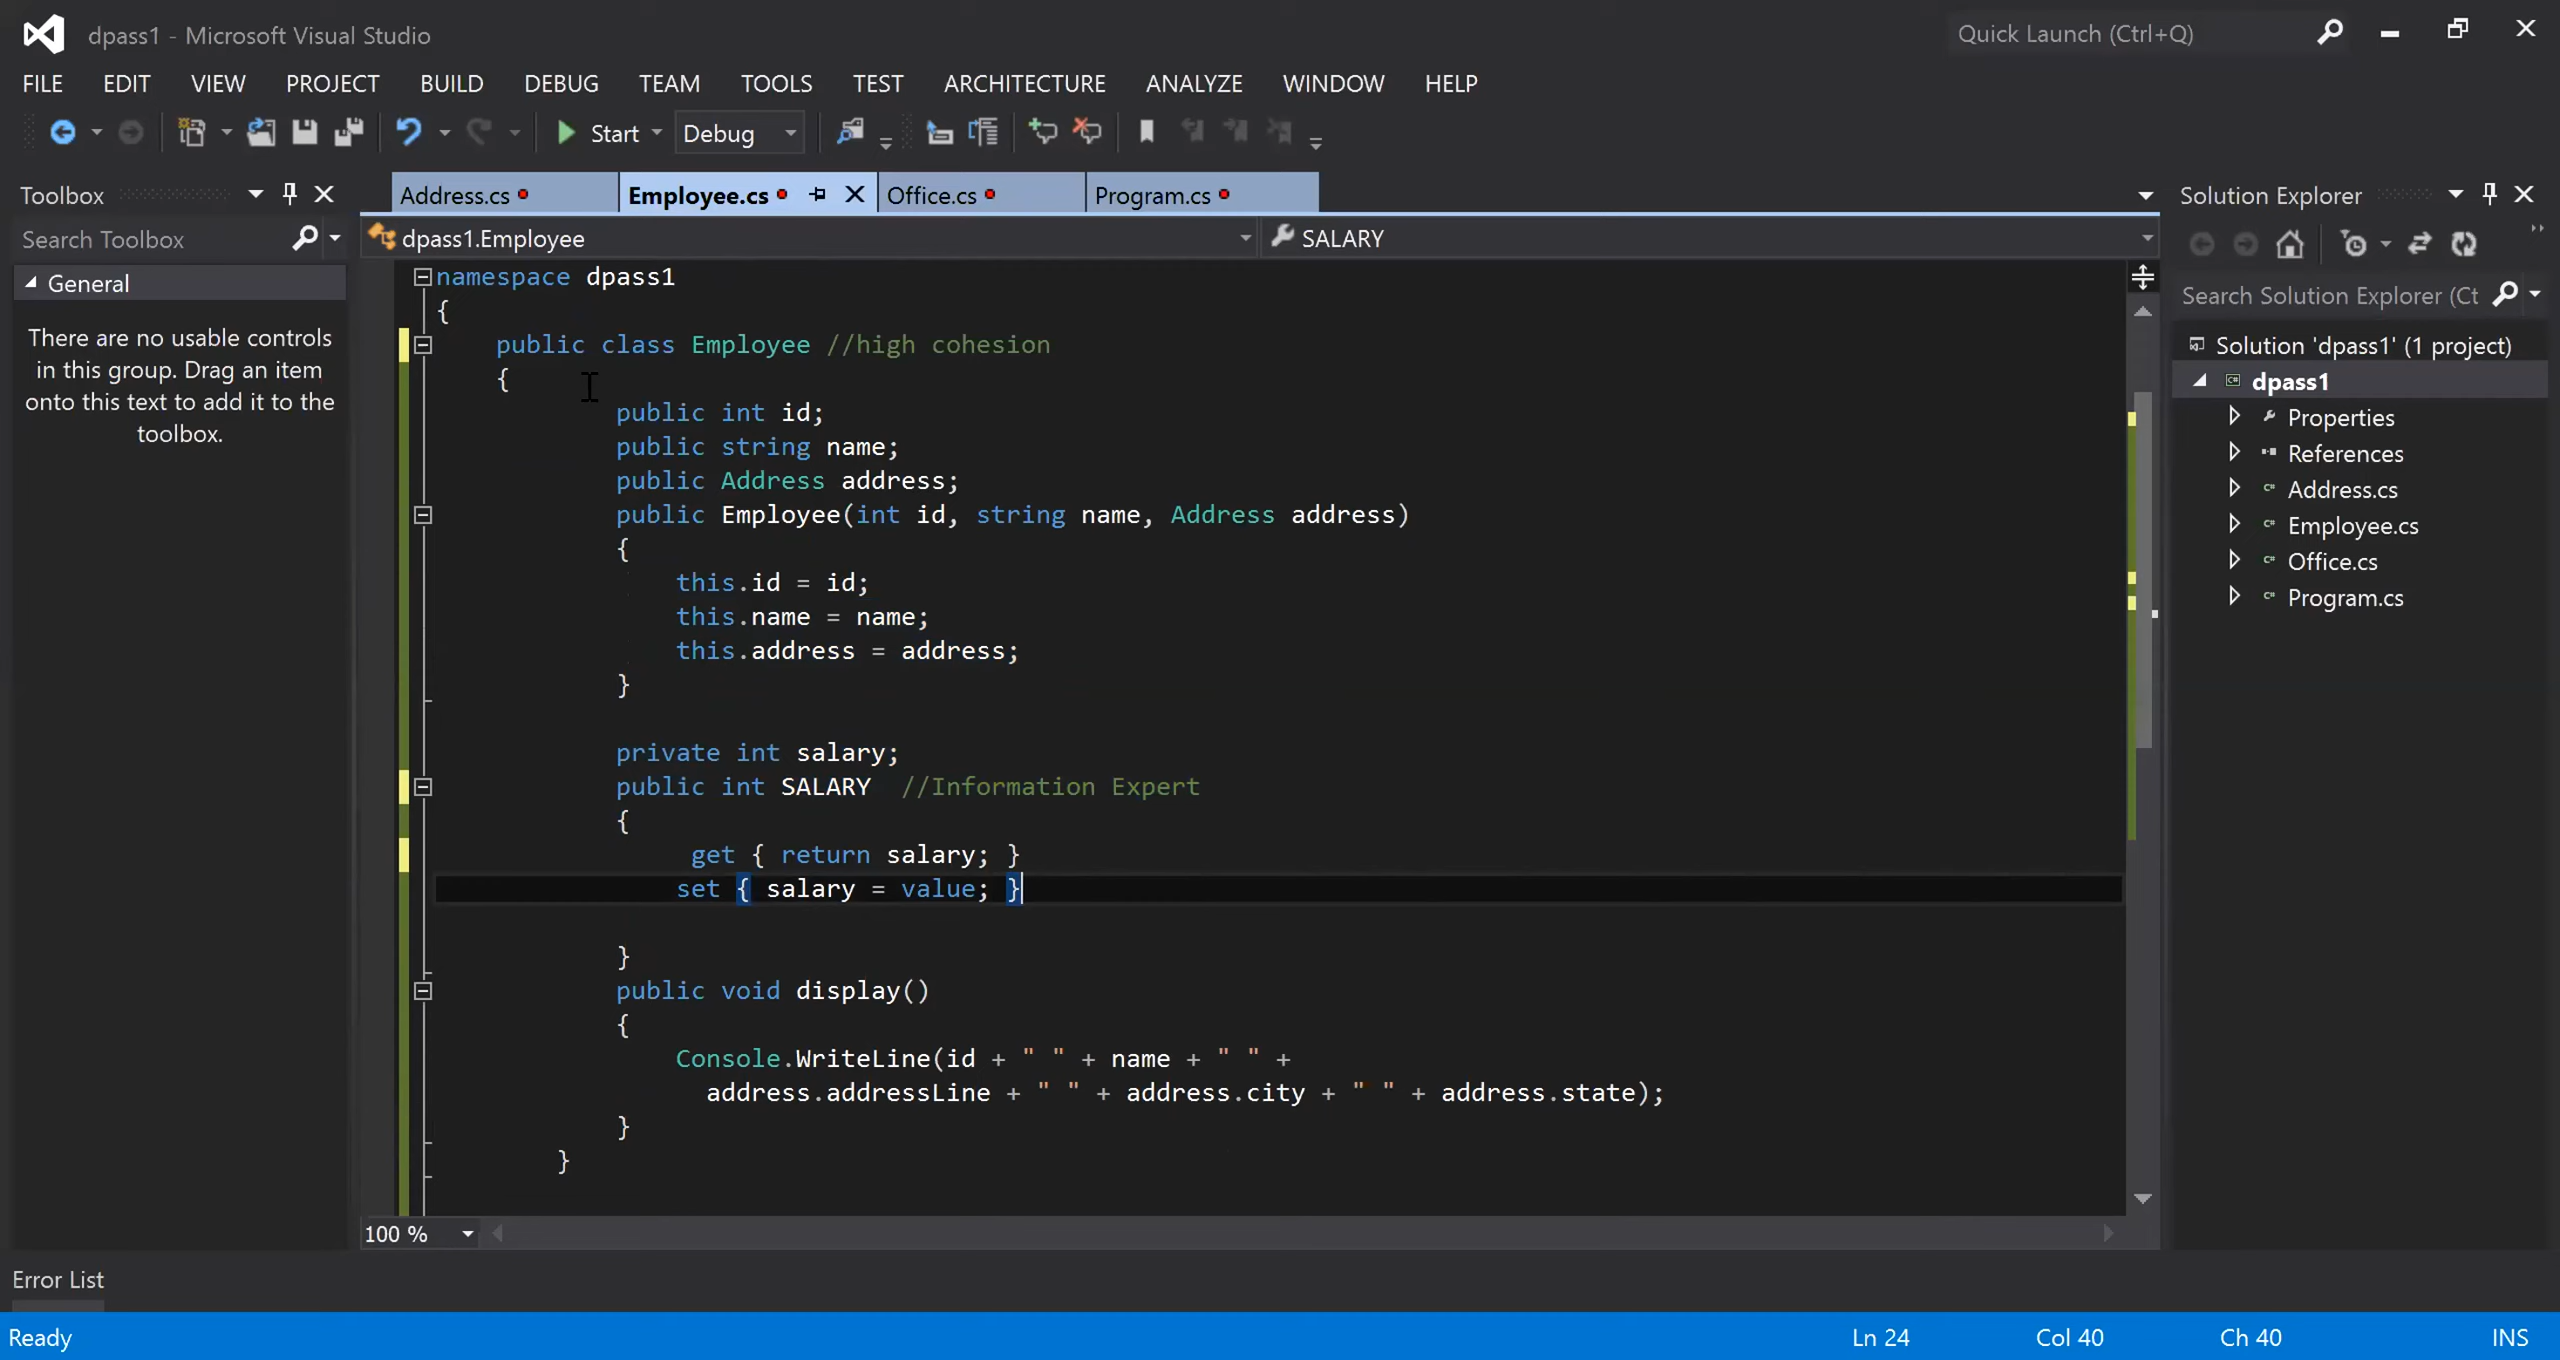 dpass1 - Microsoft Visual Studio
Quick Launch (Ctrl+Q)
FILE EDIT VIEW PROJECT BUILD DEBUG TEAM TOOLS TEST ARCHITECTURE ANALYZE WINDOW HELP
Start Debug
Toolbox
Search Toolbox
General
There are no usable controls
in this group. Drag an item
onto this text to add it to the
toolbox.
Address.cs Employee.cs Office.cs Program.cs
dpass1.Employee SALARY
namespace dpass1
{
public class Employee //high cohesion
{
public int id;
public string name;
public Address address;
public Employee(int id, string name, Address address)
{
this.id = id;
this.name = name;
this.address = address;
}
private int salary;
public int SALARY //Information Expert
{
get { return salary; }
set { salary = value; }
}
public void display()
{
Console.WriteLine(id + " " + name + " " +
address.addressLine + " " + address.city + " " + address.state);
}
}
100 %
Solution Explorer
Search Solution Explorer (Ct
Solution 'dpass1' (1 project)
dpass1
Properties
References
Address.cs
Employee.cs
Office.cs
Program.cs
Error List
Ready Ln 24 Col 40 Ch 40 INS